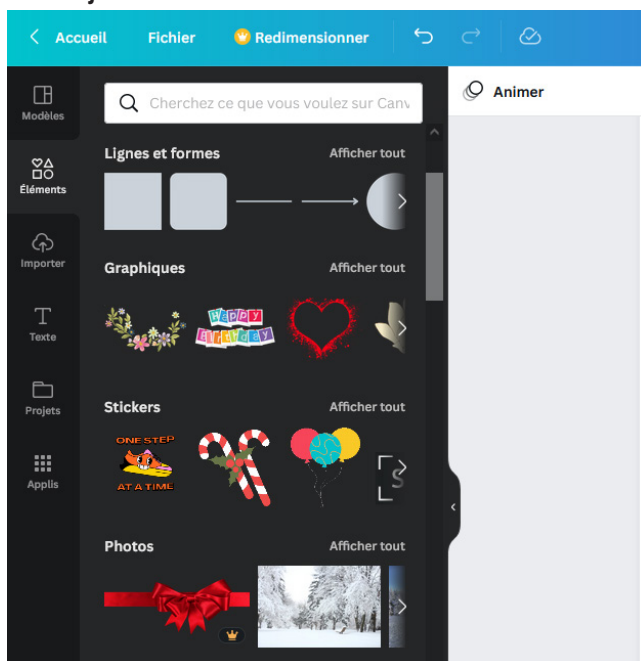 Accueil Fichier Redimensionner
Modèles
Éléments
Importer
Texte
Projets
Applis
Cherchez ce que vous voulez sur Canv
Lignes et formes Afficher tout
Graphiques Afficher tout
HAPPY
BIRTHDAY
Stickers Afficher tout
ONE STEP
AT A TIME
S
Photos Afficher tout
Animer